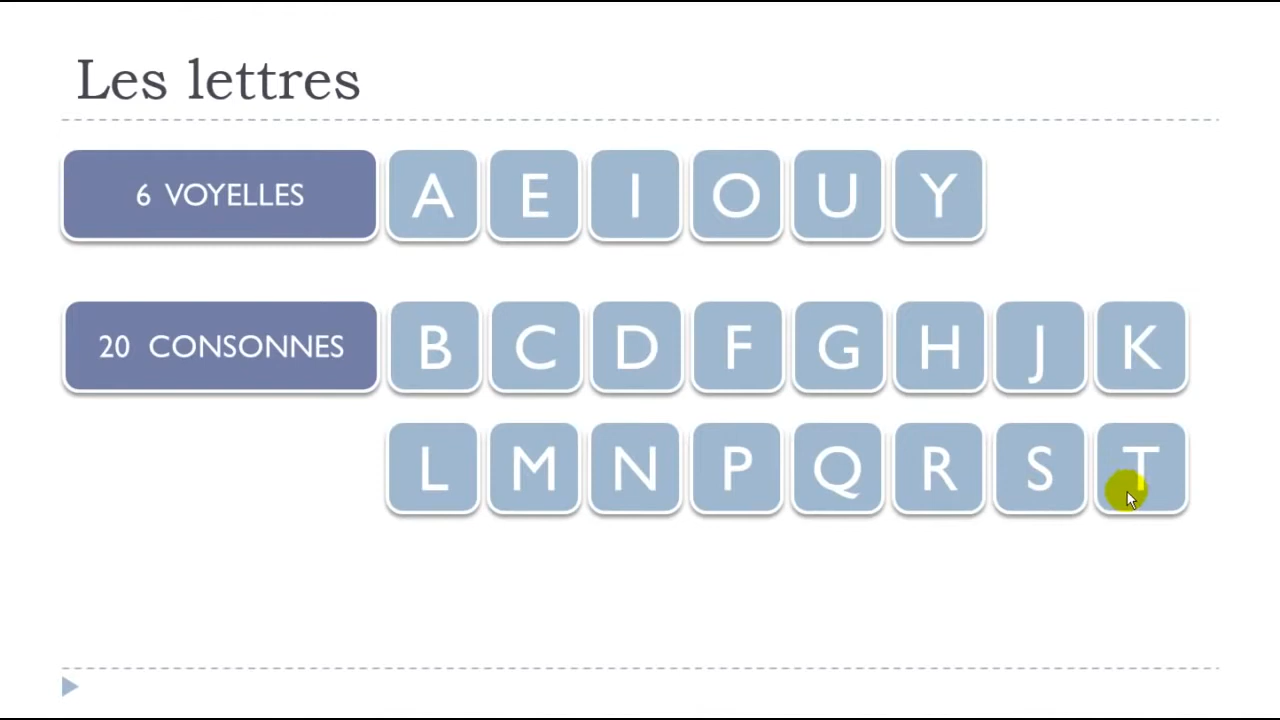 Les lettres
6 VOYELLES A E I O U Y
20 CONSONNES B C D F G H J K
L M N P Q R S T